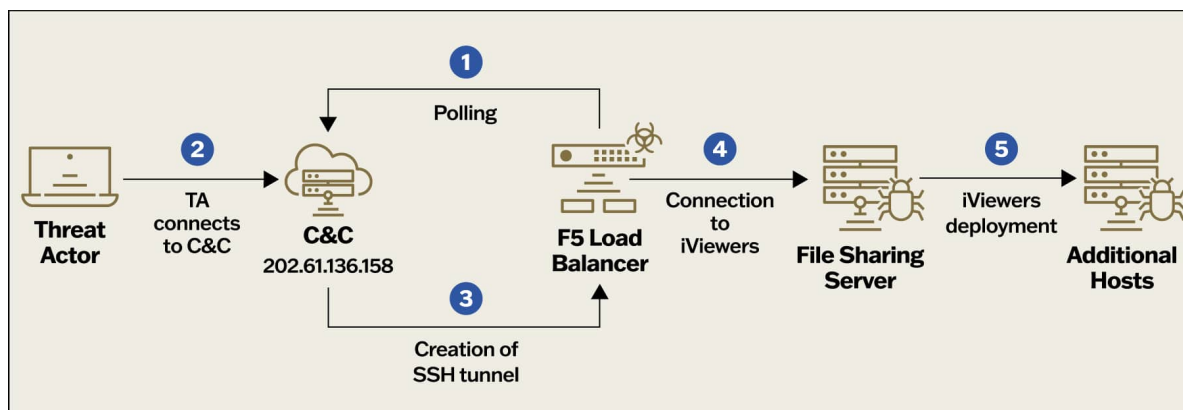 1
Polling
2
TA
connects
to C&C
Threat
Actor
C&C
202.61.136.158
3
Creation of
SSH tunnel
F5 Load
Balancer
4
Connection
to
iViewers
File Sharing
Server
5
iViewers
deployment
Additional
Hosts